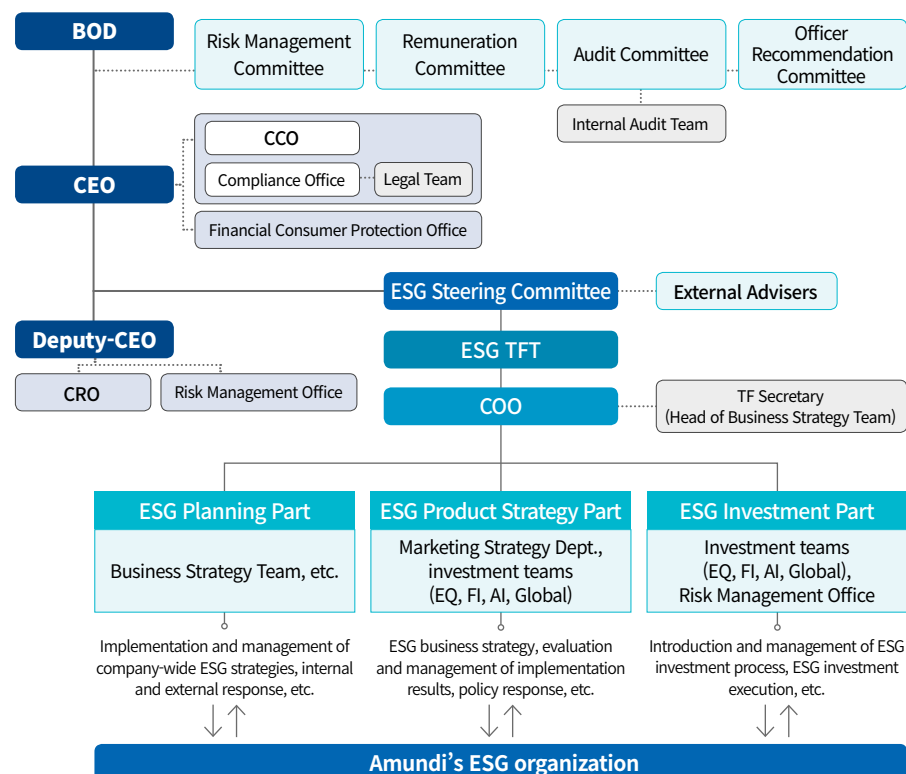 BOD
Risk Management
Committee
Remuneration
Committee
Audit Committee
Officer
Recommendation
Committee
Internal Audit Team
CCO
Compliance Office
Legal Team
CEO
Financial Consumer Protection Office
ESG Steering Committee
External Advisers
Deputy-CEO
ESG TFT
CRO
Risk Management Office
COO
TF Secretary
(Head of Business Strategy Team)
ESG Planning Part
Business Strategy Team, etc.
Implementation and management of
company-wide ESG strategies, internal
and external response, etc.
ESG Product Strategy Part
Marketing Strategy Dept.,
investment teams
(EQ, FI, AI, Global)
ESG business strategy, evaluation
and management of implementation
results, policy response, etc.
ESG Investment Part
Investment teams
(EQ, FI, AI, Global),
Risk Management Office
Introduction and management of ESG
investment process, ESG investment
execution, etc.
Amundi's ESG organization